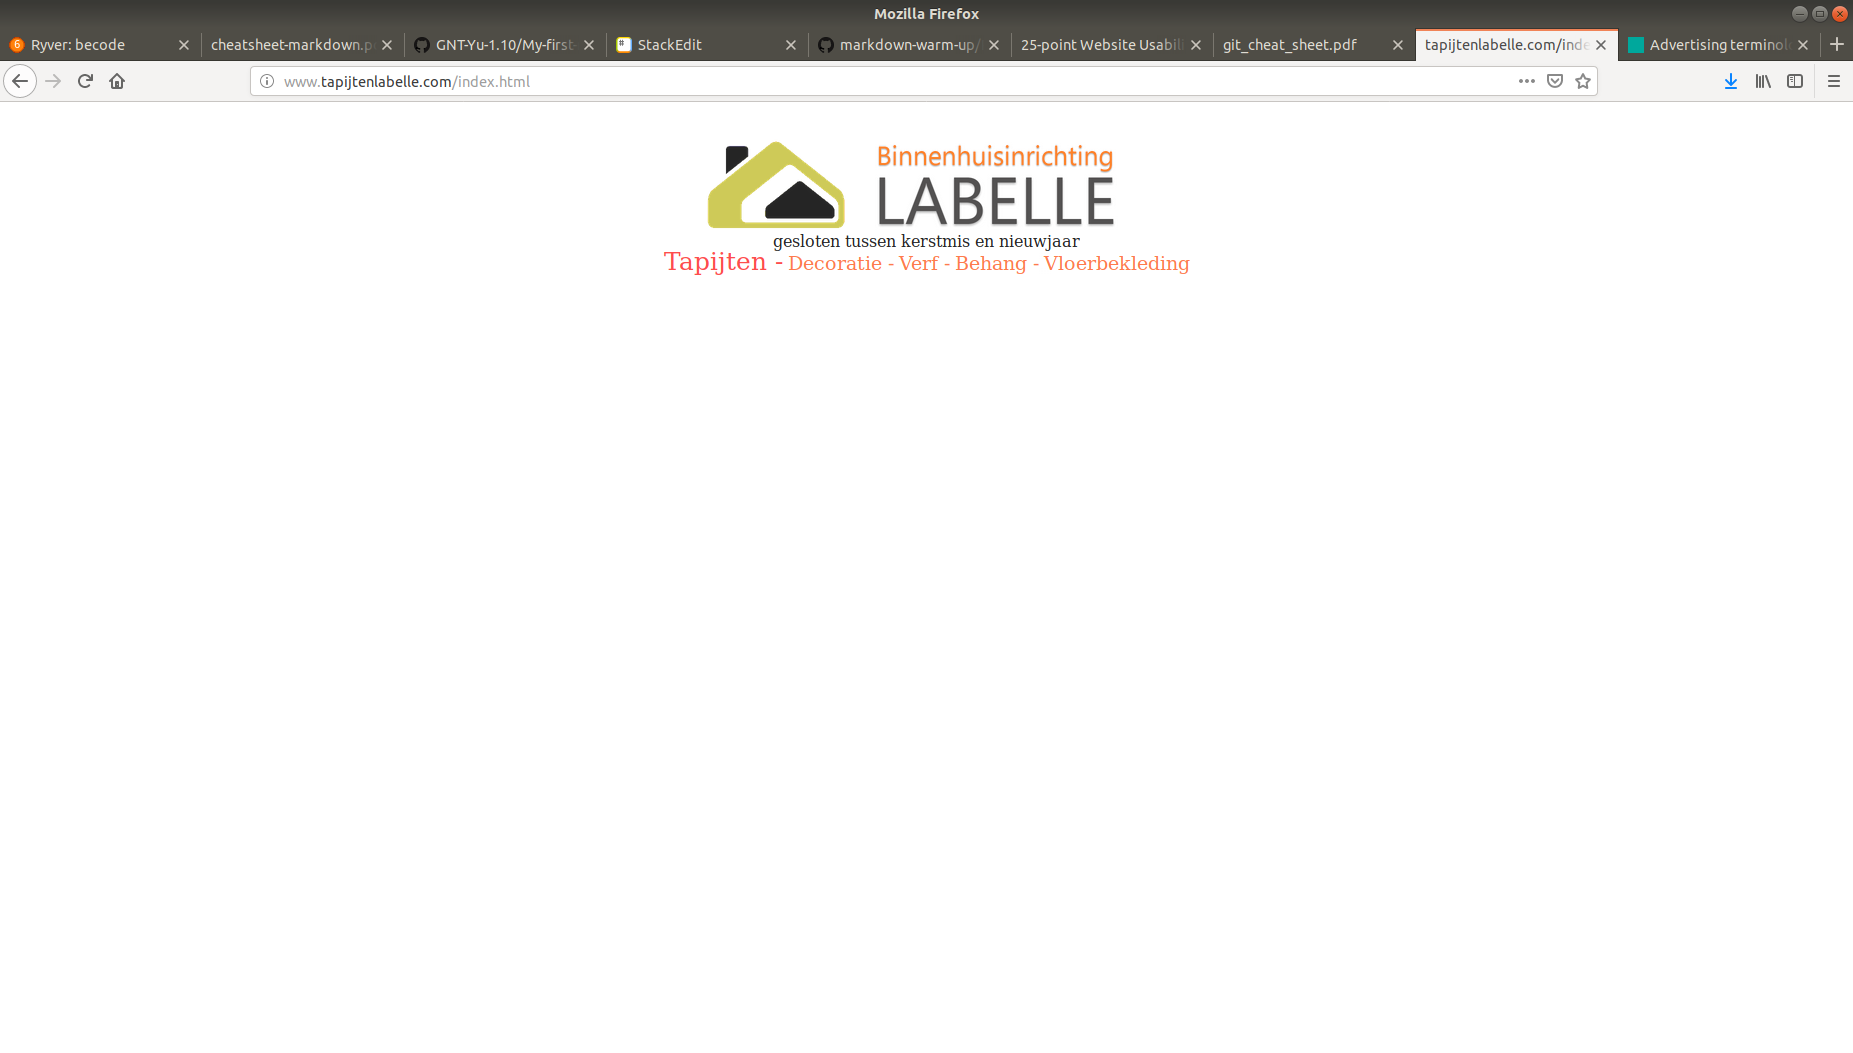 Mozilla Firefox
6 Ryver: becode
cheatsheet-markdown.p
GNT-Yu-1.10/My-first-
# StackEdit
markdown-warm-up/
25-point Website Usabil
git_cheat_sheet.pdf
tapijtenlabelle.com/inde
Advertising terminol
www.tapijtenlabelle.com/index.html
Binnenhuisinrichting
LABELLE
gesloten tussen kerstmis en nieuwjaar
Tapijten - Decoratie - Verf - Behang - Vloerbekleding